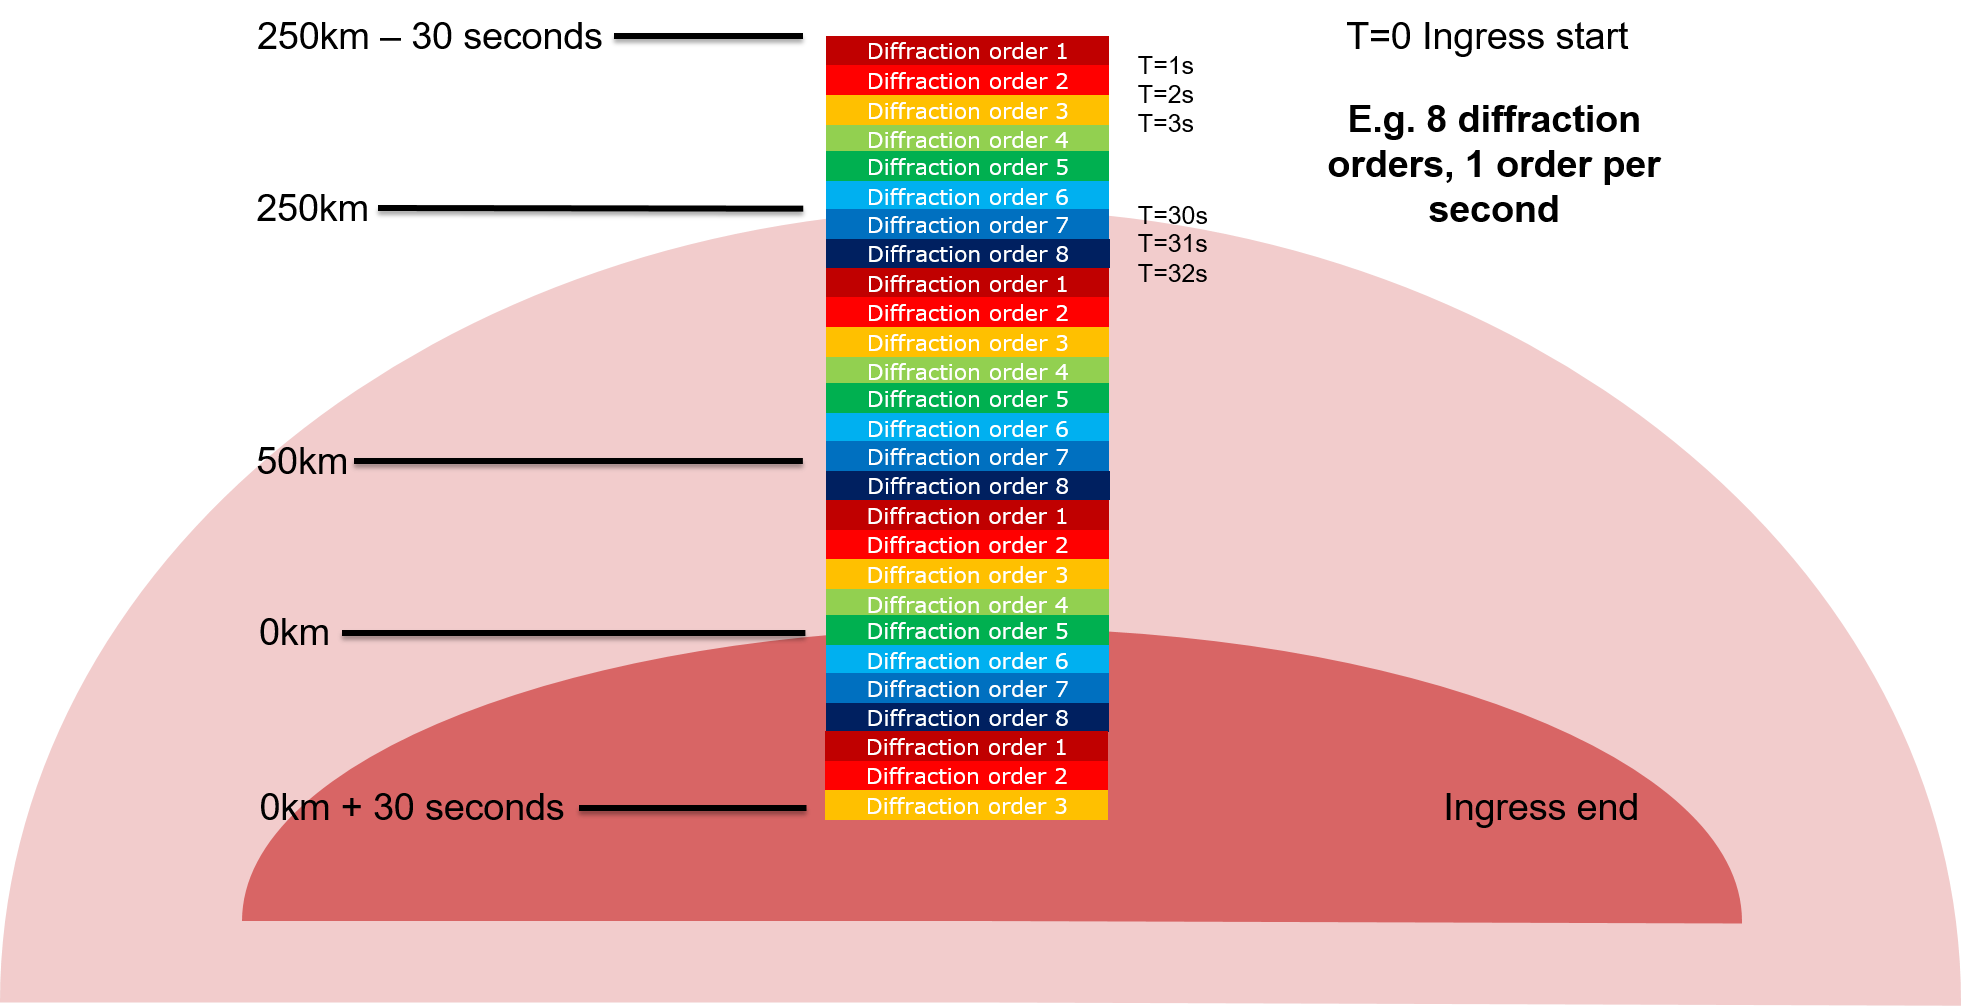 250km – 30 seconds
T=0 Ingress start
Diffraction order 1
T=1s
Diffraction order 2
T=2s
Diffraction order 3
T=3s
E.g. 8 diffraction
orders, 1 order per
second
Diffraction order 4
Diffraction order 5
Diffraction order 6
250km
T=30s
Diffraction order 7
T=31s
Diffraction order 8
T=32s
Diffraction order 1
Diffraction order 2
Diffraction order 3
Diffraction order 4
Diffraction order 5
Diffraction order 6
50km
Diffraction order 7
Diffraction order 8
Diffraction order 1
Diffraction order 2
Diffraction order 3
Diffraction order 4
0km
Diffraction order 5
Diffraction order 6
Diffraction order 7
Diffraction order 8
Diffraction order 1
Diffraction order 2
0km + 30 seconds
Diffraction order 3
Ingress end